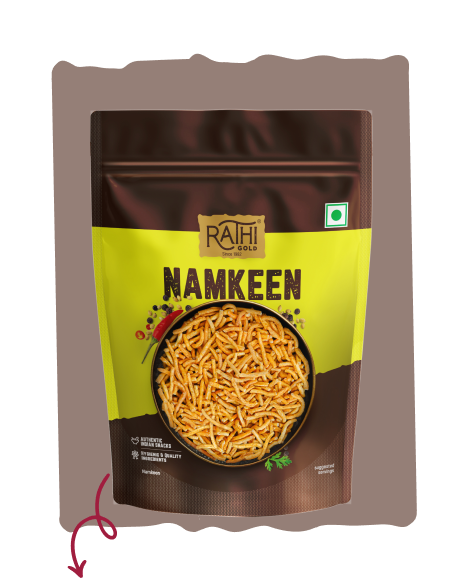 RATHI
GOLD
Since 1962
NAMKEEN
AUTHENTIC
INDIAN SNACKS
HYGIENIC & QUALITY
INGREDIENTS
Namkeen
suggested
servings